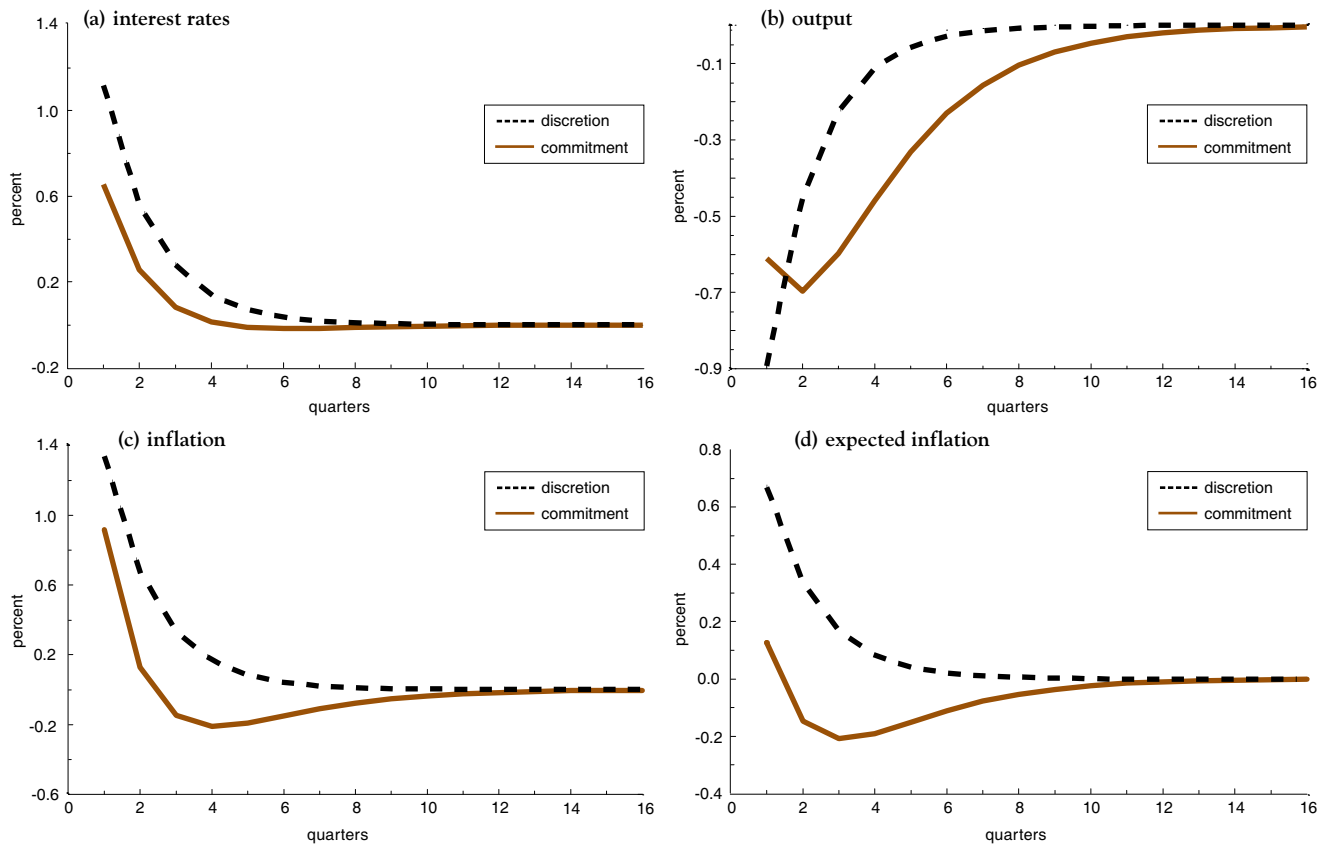 (a) interest rates
1.4
1.0
0.6
0.2
-0.2
percent
discretion
commitment
0 2 4 6 8 10 12 14 16
quarters
(b) output
-0.1
-0.3
-0.5
-0.7
-0.9
percent
discretion
commitment
0 2 4 6 8 10 12 14 16
quarters
(c) inflation
1.4
1.0
0.6
0.2
-0.2
-0.6
percent
discretion
commitment
0 2 4 6 8 10 12 14 16
quarters
(d) expected inflation
0.8
0.6
0.4
0.2
0.0
-0.2
-0.4
percent
discretion
commitment
0 2 4 6 8 10 12 14 16
quarters